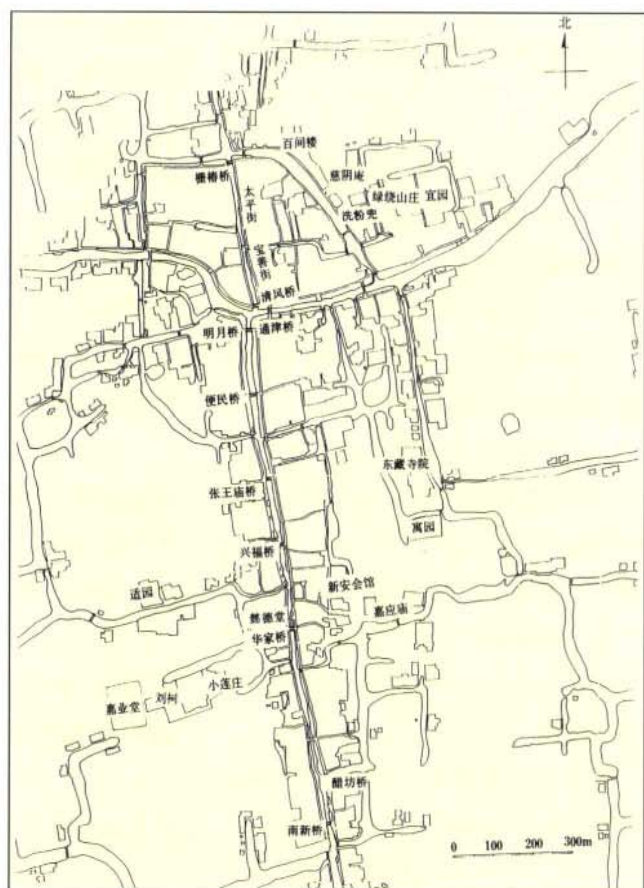 北
百间楼
栅椿桥
慈阴庵
太平街
绿绕山庄
宜园
洗粉兜
宝善街
清风桥
明月桥
通津桥
便民桥
东藏寺院
张王庙桥
寓园
兴福桥
新安会馆
适园
嘉应庙
懿德堂
华家桥
小莲庄
刘祠
嘉业堂
醋坊桥
南新桥
0 100 200 300m